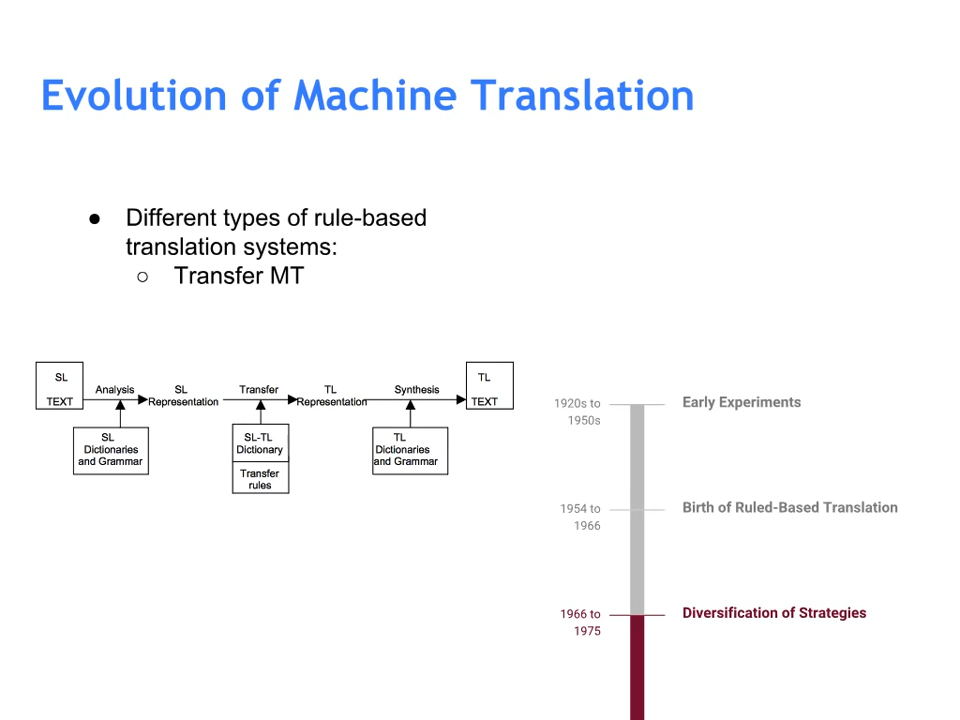 Evolution of Machine Translation
● Different types of rule-based
translation systems:
○ Transfer MT
SL
TEXT
Analysis
SL
Representation
Transfer
TL
Representation
Synthesis
TL
TEXT
SL
Dictionaries
and Grammar
SL-TL
Dictionary
Transfer
rules
TL
Dictionaries
and Grammar
1920s to
1950s
Early Experiments
1954 to
1966
Birth of Ruled-Based Translation
1966 to
1975
Diversification of Strategies